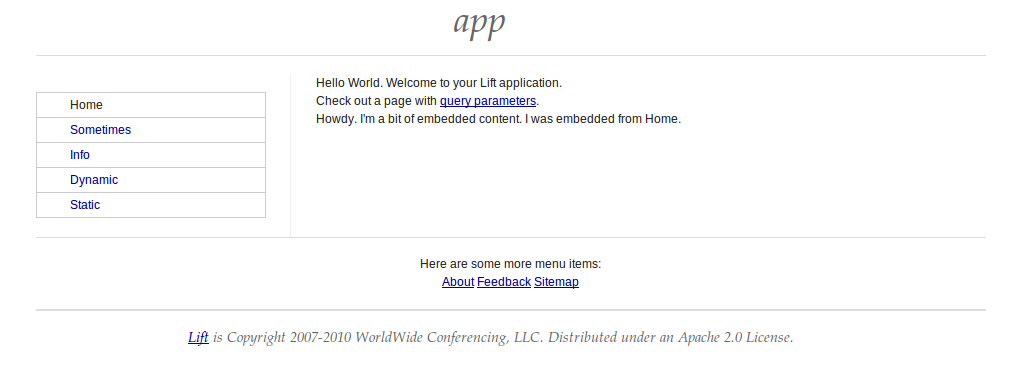 app
Home
Sometimes
Info
Dynamic
Static
Hello World. Welcome to your Lift application.
Check out a page with query parameters.
Howdy. I'm a bit of embedded content. I was embedded from Home.
Here are some more menu items:
About Feedback Sitemap
Lift is Copyright 2007-2010 WorldWide Conferencing, LLC. Distributed under an Apache 2.0 License.